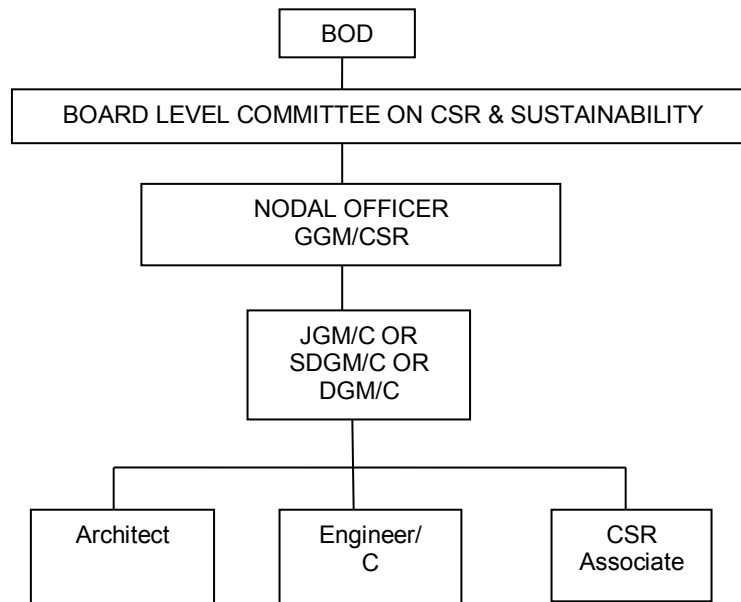 BOD
BOARD LEVEL COMMITTEE ON CSR & SUSTAINABILITY
NODAL OFFICER
GGM/CSR
JGM/C OR
SDGM/C OR
DGM/C
Architect
Engineer/
C
CSR
Associate